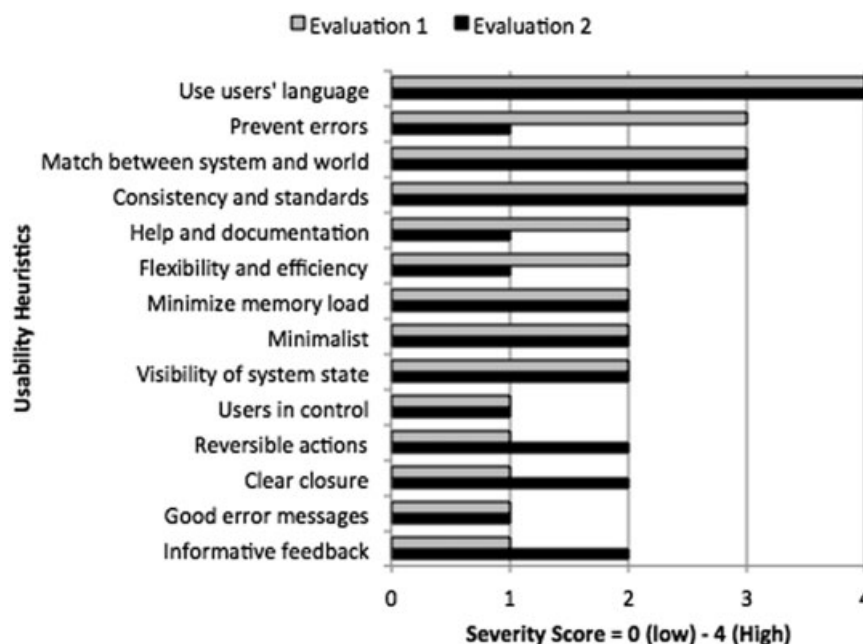 Evaluation 1 Evaluation 2
Use users' language
Prevent errors
Match between system and world
Consistency and standards
Help and documentation
Flexibility and efficiency
Minimize memory load
Minimalist
Visibility of system state
Users in control
Reversible actions
Clear closure
Good error messages
Informative feedback
Usability Heuristics
0 1 2 3 4
Severity Score = 0 (low) - 4 (High)